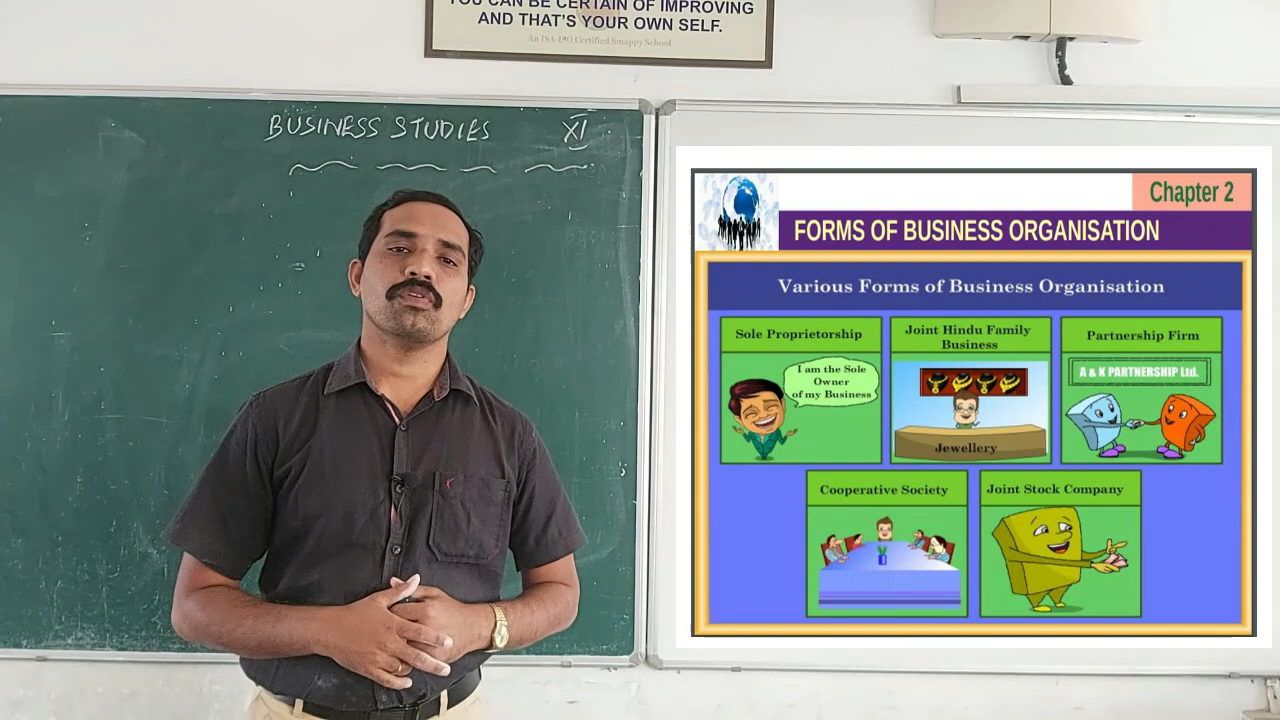 YOU CAN BE CERTAIN OF IMPROVING
AND THAT'S YOUR OWN SELF.
An ISA-190 Certified Smappy School
BUSINESS STUDIES XI
Chapter 2
FORMS OF BUSINESS ORGANISATION
Various Forms of Business Organisation
Sole Proprietorship
I am the Sole
Owner
of my Business
Joint Hindu Family
Business
Jewellery
Partnership Firm
A & K PARTNERSHIP Ltd.
Cooperative Society
Joint Stock Company